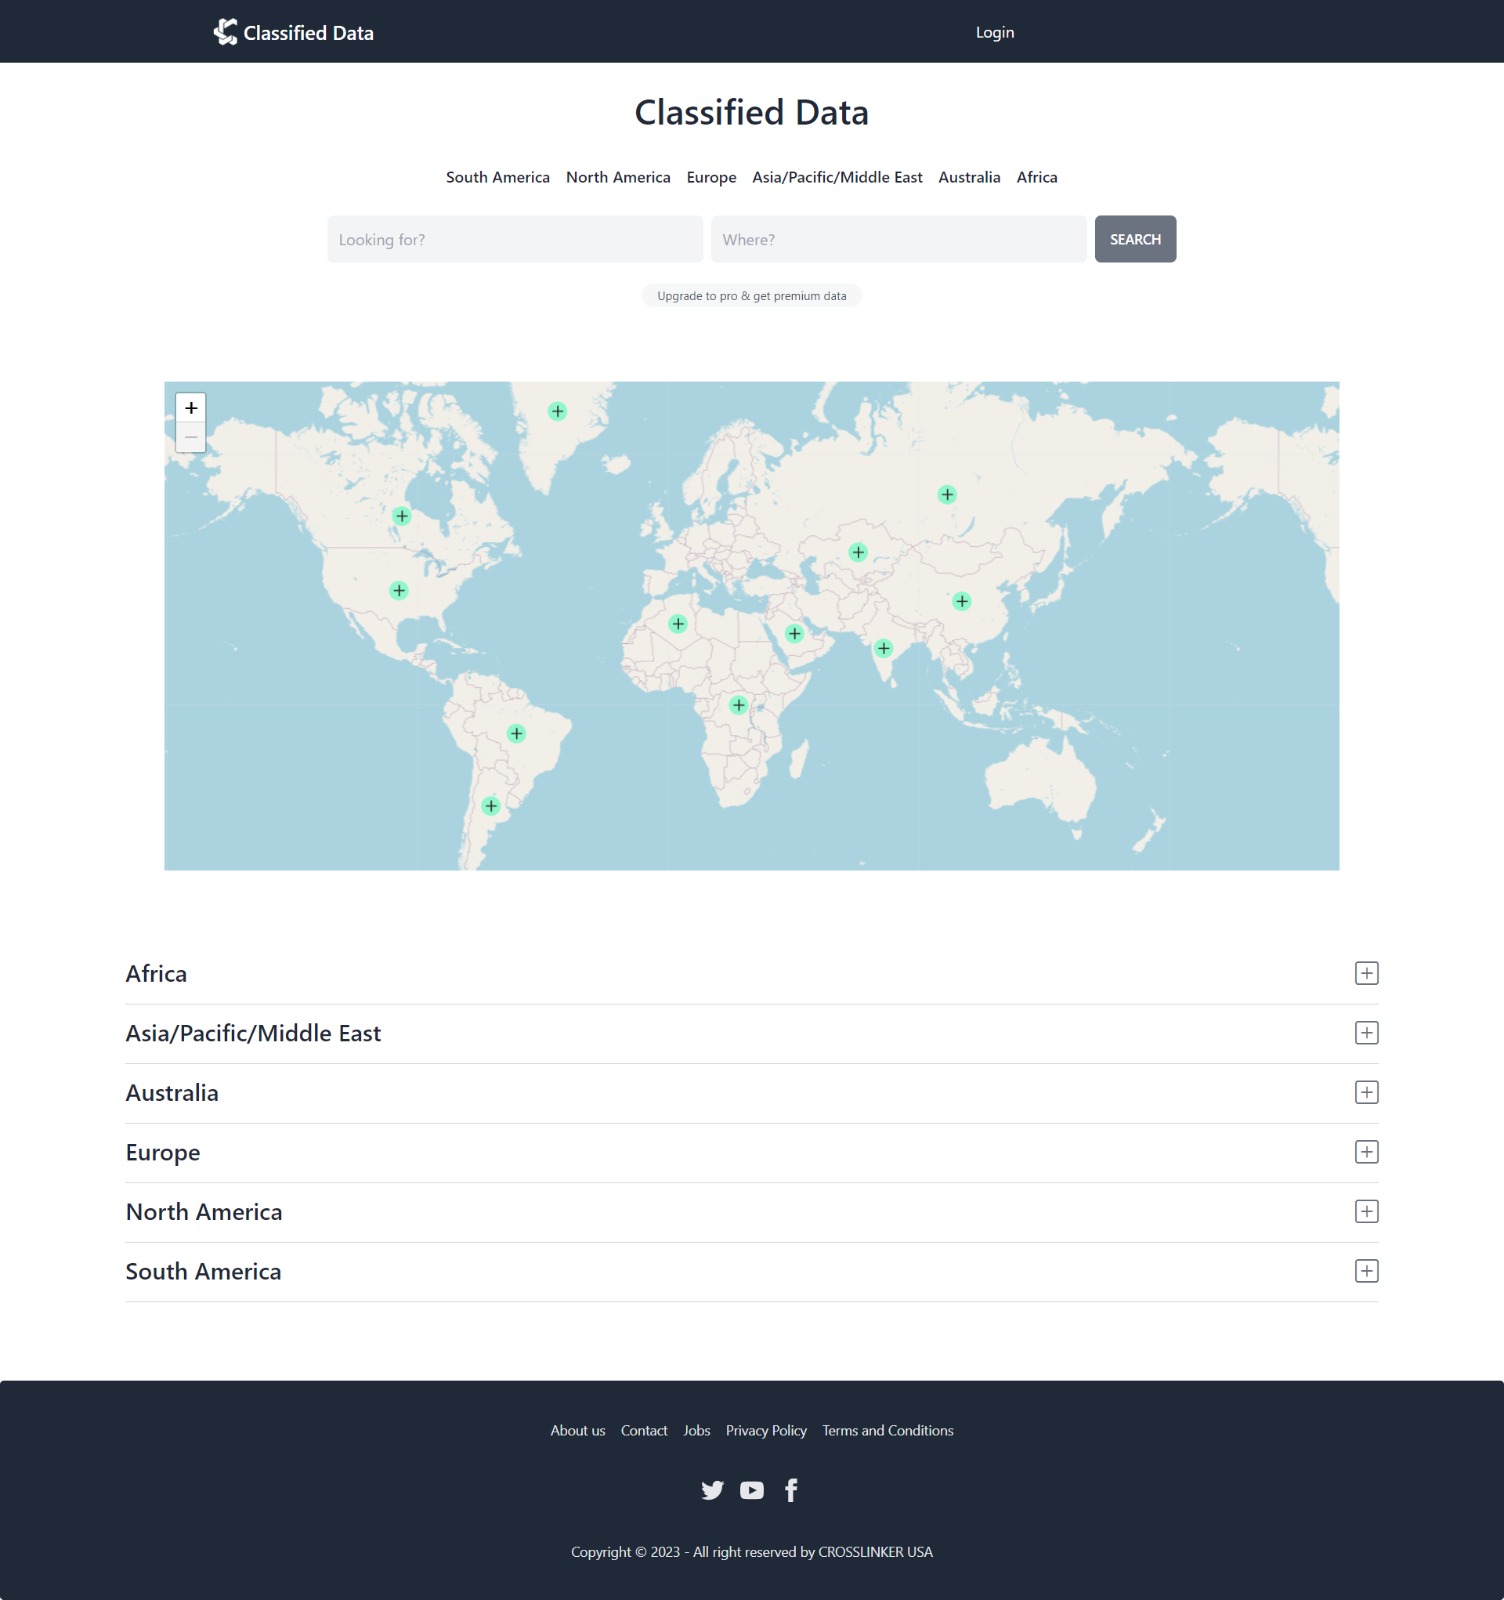 Classified Data
Login
Classified Data
South America North America Europe Asia/Pacific/Middle East Australia Africa
Looking for?
Where?
SEARCH
Upgrade to pro & get premium data
Africa
Asia/Pacific/Middle East
Australia
Europe
North America
South America
About us Contact Jobs Privacy Policy Terms and Conditions
Copyright © 2023 - All right reserved by CROSSLINKER USA